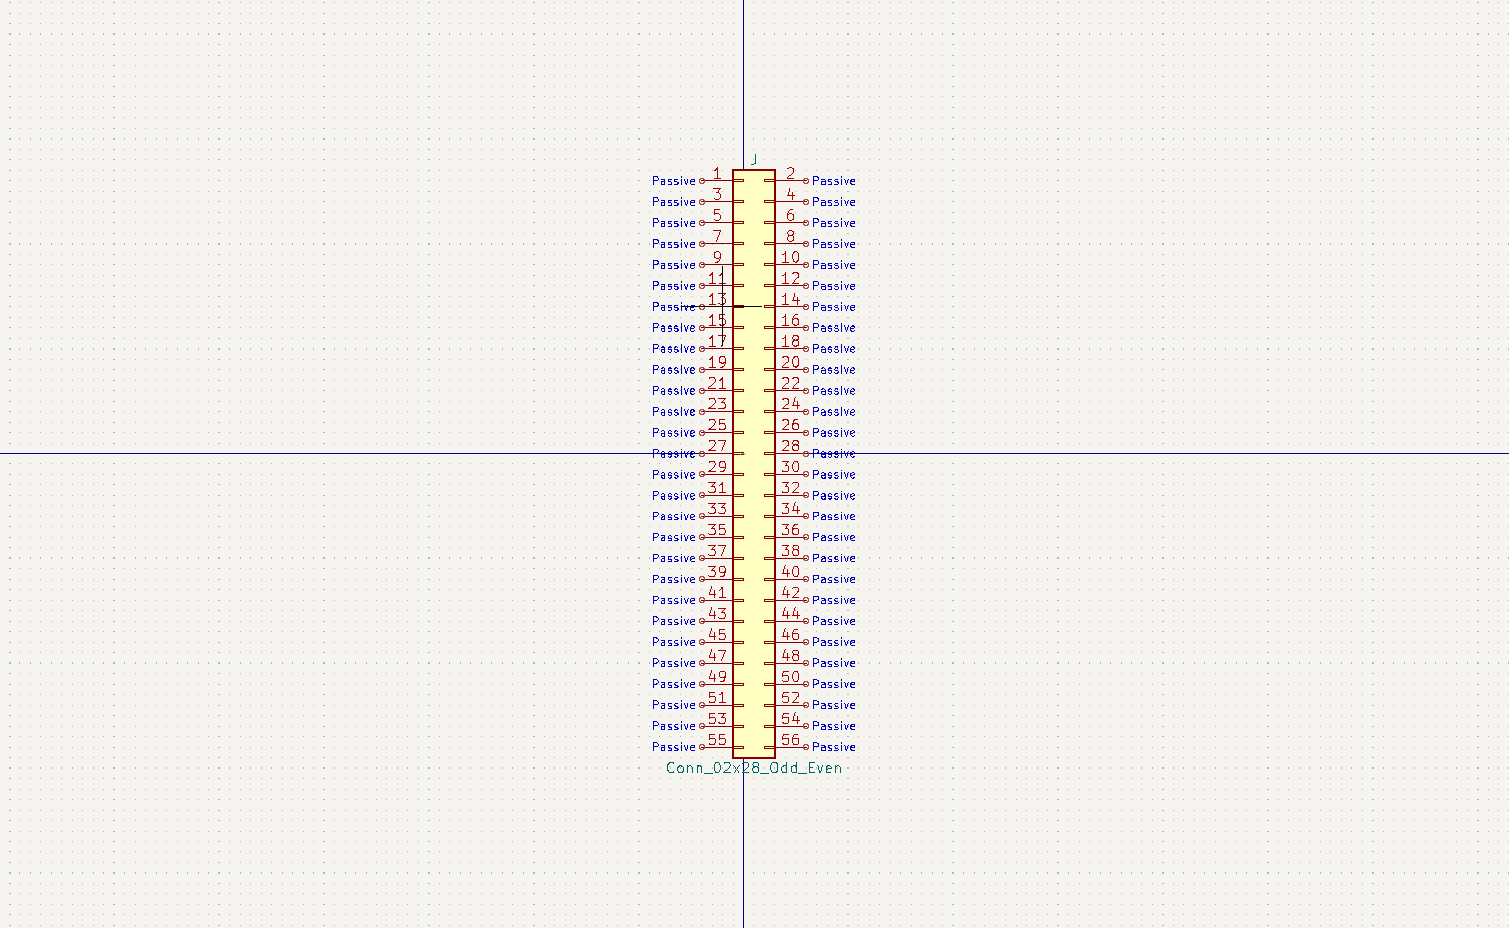 J
Passive 1 2 Passive
Passive 3 4 Passive
Passive 5 6 Passive
Passive 7 8 Passive
Passive 9 10 Passive
Passive 11 12 Passive
Passive 13 14 Passive
Passive 15 16 Passive
Passive 17 18 Passive
Passive 19 20 Passive
Passive 21 22 Passive
Passive 23 24 Passive
Passive 25 26 Passive
Passive 27 28 Passive
Passive 29 30 Passive
Passive 31 32 Passive
Passive 33 34 Passive
Passive 35 36 Passive
Passive 37 38 Passive
Passive 39 40 Passive
Passive 41 42 Passive
Passive 43 44 Passive
Passive 45 46 Passive
Passive 47 48 Passive
Passive 49 50 Passive
Passive 51 52 Passive
Passive 53 54 Passive
Passive 55 56 Passive
Conn_02x28_Odd_Even